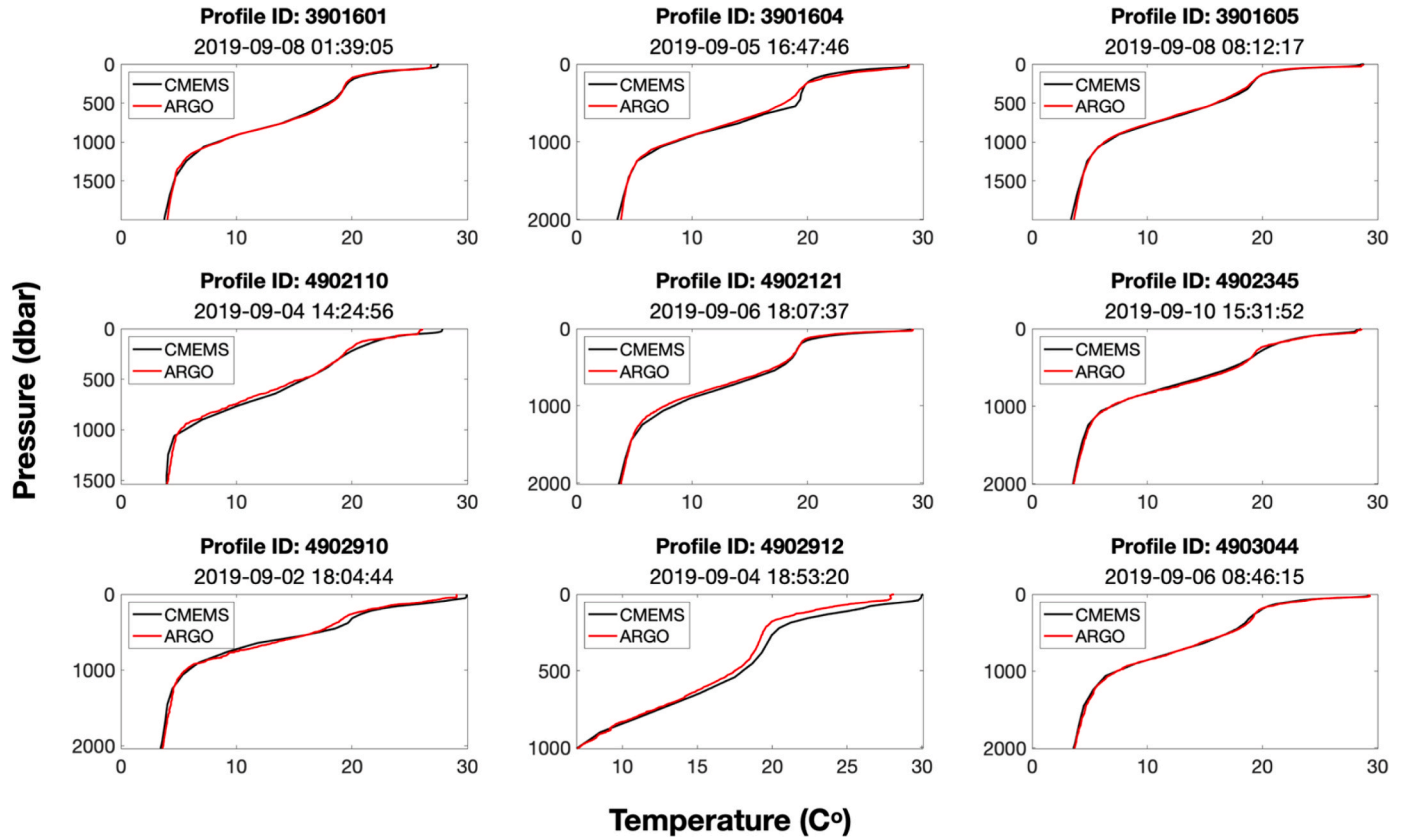 Profile ID: 3901601
2019-09-08 01:39:05
0
500
1000
1500
CMEMS
ARGO
0 10 20 30
Profile ID: 3901604
2019-09-05 16:47:46
0
1000
2000
CMEMS
ARGO
0 10 20 30
Profile ID: 3901605
2019-09-08 08:12:17
0
500
1000
1500
CMEMS
ARGO
0 10 20 30
Pressure (dbar)
Profile ID: 4902110
2019-09-04 14:24:56
0
500
1000
1500
CMEMS
ARGO
0 10 20 30
Profile ID: 4902121
2019-09-06 18:07:37
0
1000
2000
CMEMS
ARGO
0 10 20 30
Profile ID: 4902345
2019-09-10 15:31:52
0
1000
2000
CMEMS
ARGO
0 10 20 30
Profile ID: 4902910
2019-09-02 18:04:44
0
1000
2000
CMEMS
ARGO
0 10 20 30
Profile ID: 4902912
2019-09-04 18:53:20
0
500
1000
CMEMS
ARGO
10 15 20 25 30
Profile ID: 4903044
2019-09-06 08:46:15
0
1000
2000
CMEMS
ARGO
0 10 20 30
Temperature (Cº)